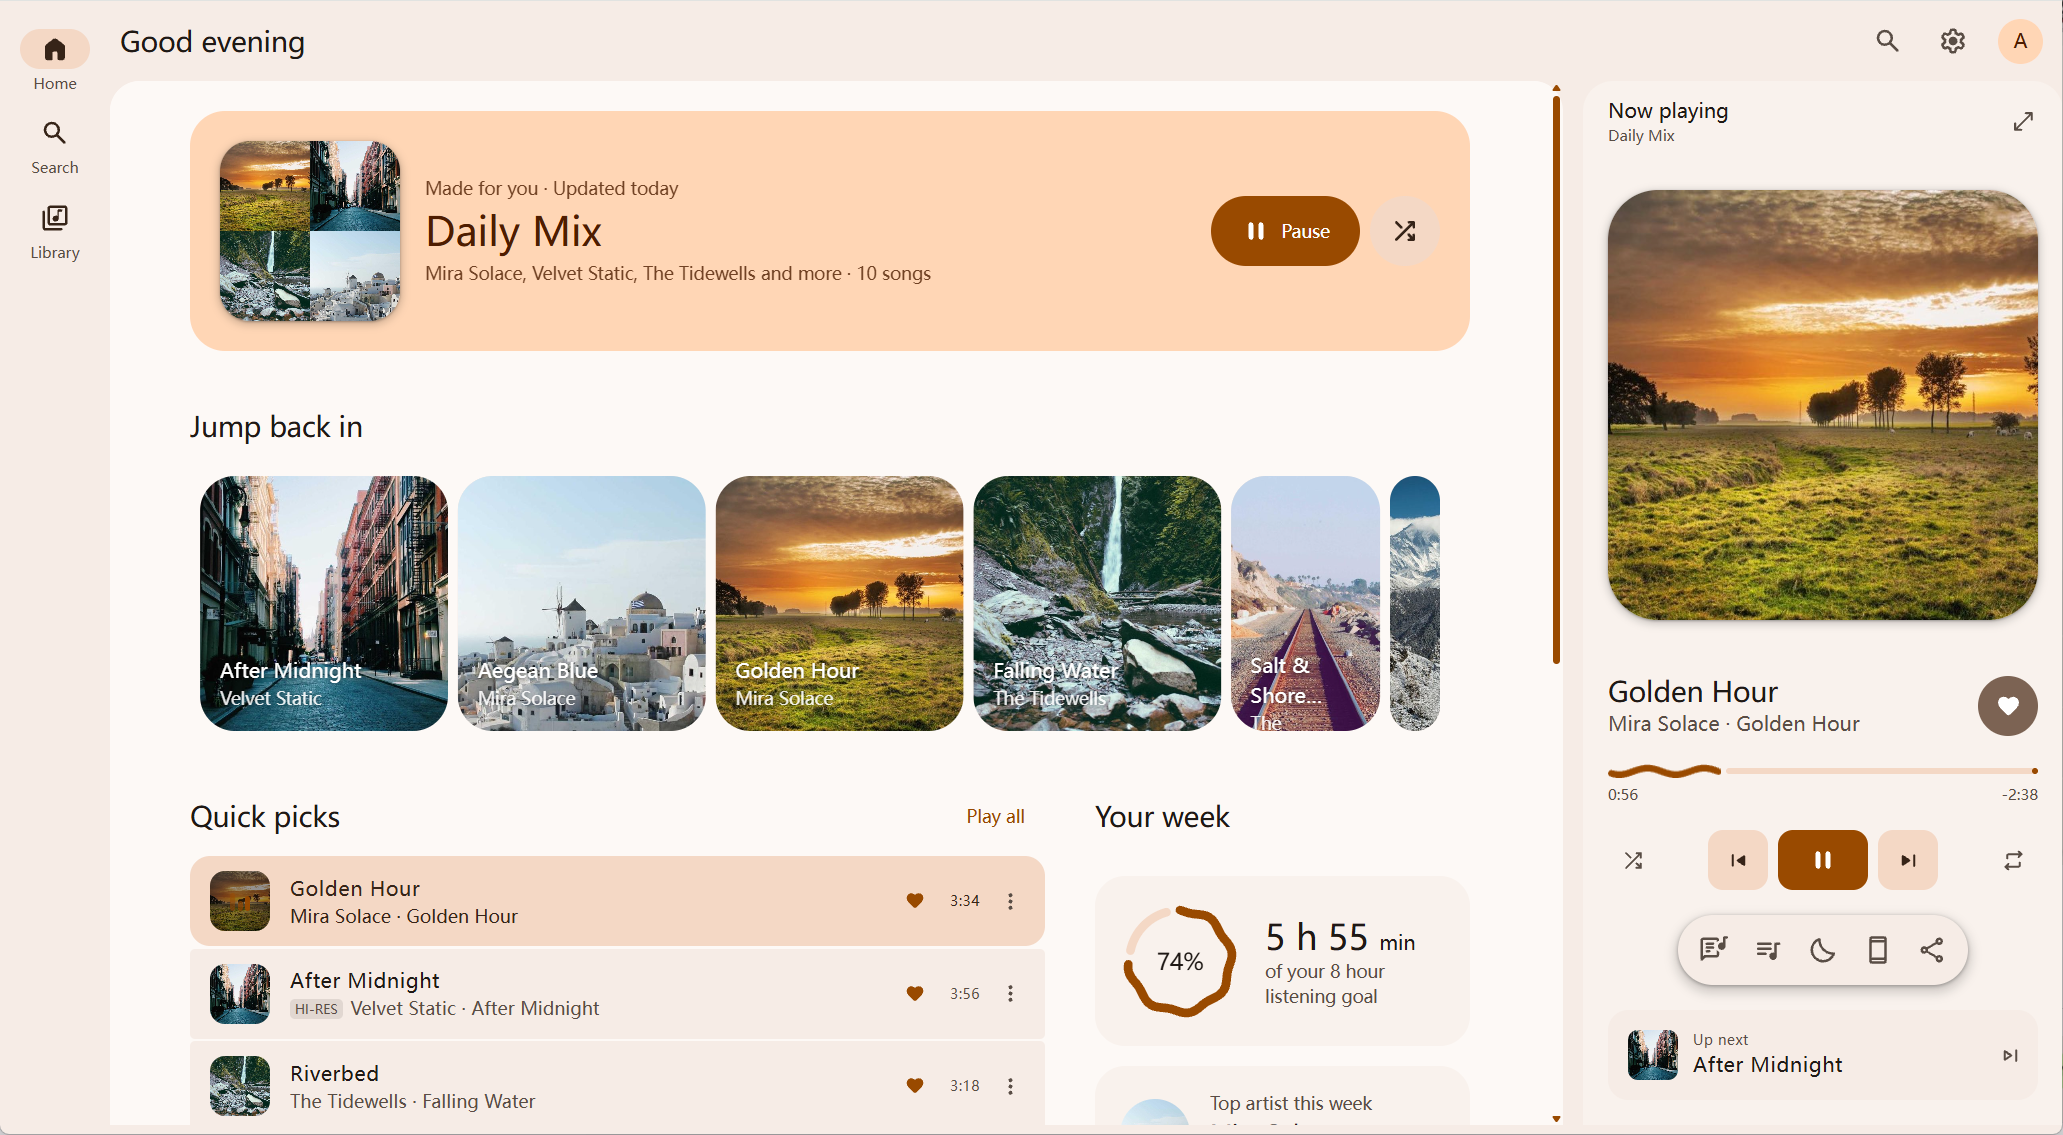 Good evening
A
Home
Search
Library
Made for you · Updated today
Daily Mix
Mira Solace, Velvet Static, The Tidewells and more · 10 songs
Pause
Jump back in
After Midnight
Velvet Static
Aegean Blue
Mira Solace
Golden Hour
Mira Solace
Falling Water
The Tidewells
Salt &
Shore...
The
Quick picks
Play all
Golden Hour
Mira Solace · Golden Hour
3:34
After Midnight
HI-RES Velvet Static · After Midnight
3:56
Riverbed
The Tidewells · Falling Water
3:18
Your week
74%
5 h 55 min
of your 8 hour
listening goal
Top artist this week
Now playing
Daily Mix
Golden Hour
Mira Solace · Golden Hour
0:56
-2:38
Up next
After Midnight